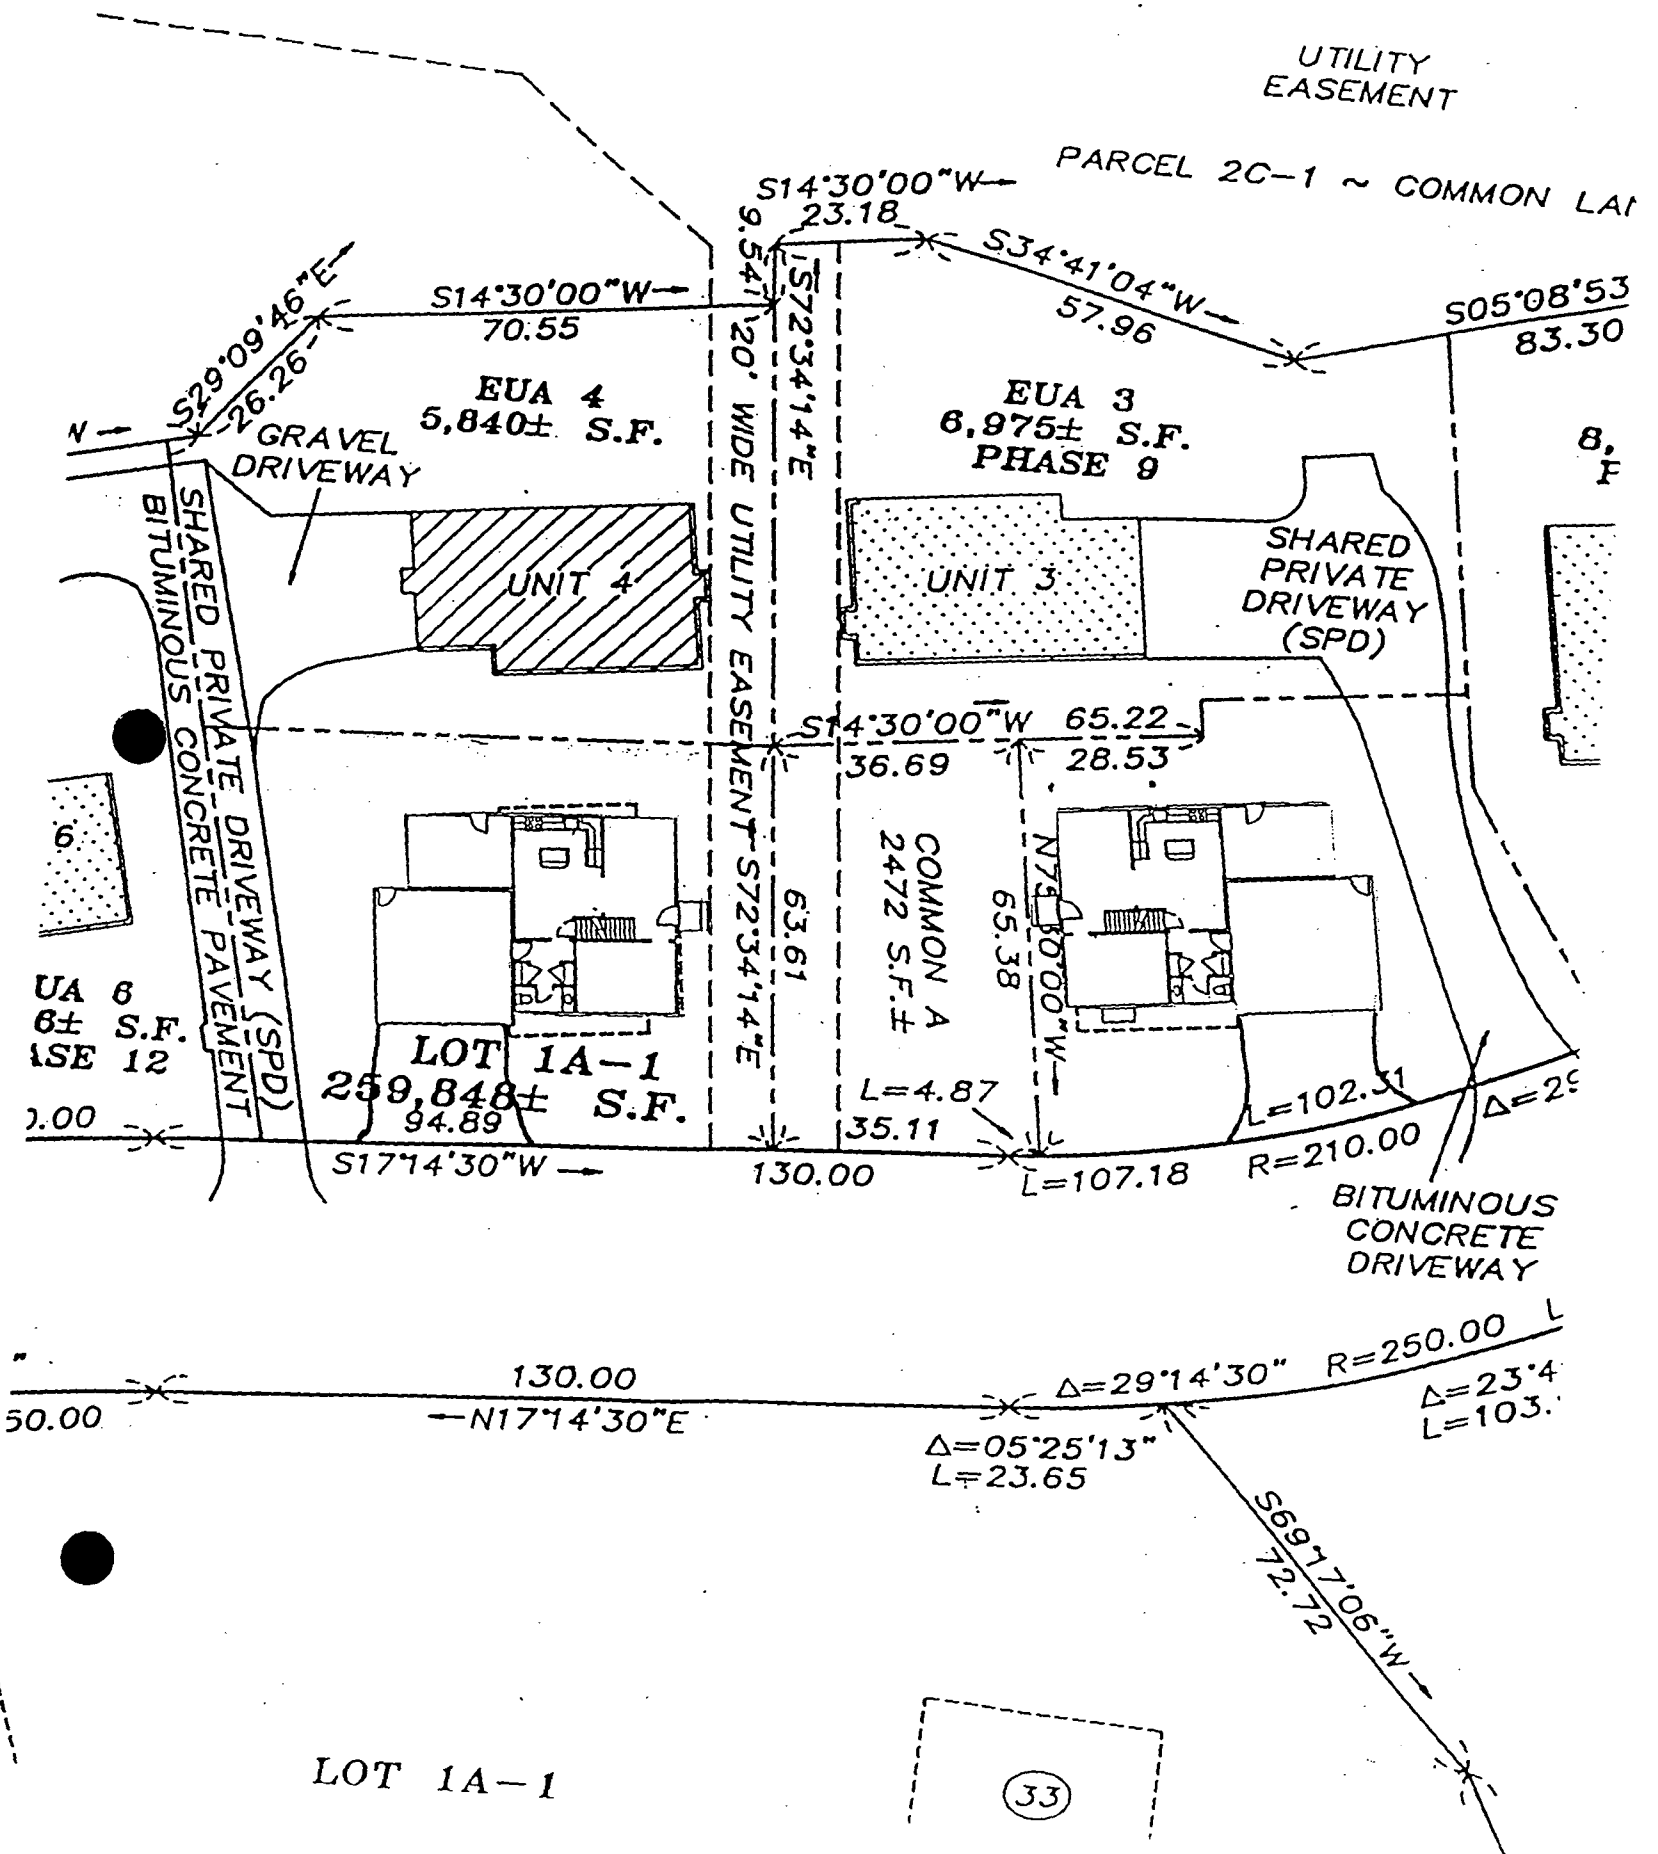 UTILITY
EASEMENT
PARCEL 2C-1 ~ COMMON
S14°30'00"W
23.18
9.54'
S34°41'04"W
57.96
S05°08'53
83.30
S29°09'46"E
26.26
S14°30'00"W
70.55
S72°34'14"E
20' WIDE UTILITY EASEMENT
EUA 4
5,840± S.F.
EUA 3
6,975± S.F.
PHASE 9
8,
N
GRAVEL
DRIVEWAY
SHARED PRIVATE DRIVEWAY (SPD)
BITUMINOUS CONCRETE PAVEMENT
UNIT 4
UNIT 3
SHARED
PRIVATE
DRIVEWAY
(SPD)
S14°30'00"W 65.22
36.69
28.53
6
COMMON A
2472 S.F.±
S72°34'14"E
63.61
65.38
UA 6
6± S.F.
ASE 12
LOT 1A-1
259,848± S.F.
94.89
S17°14'30"W
130.00
L=4.87
35.11
L=107.18
L=102.31
R=210.00
BITUMINOUS
CONCRETE
DRIVEWAY
130.00
N17°14'30"E
50.00
Δ=29°14'30"
R=250.00
L
Δ=23°4
L=103.
Δ=05°25'13"
L=23.65
S69°17'06"W
72.72
LOT 1A-1
33